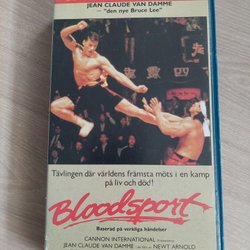 JEAN CLAUDE VAN DAMME
– "den nye Bruce Lee"
Tävlingen där världens främsta möts i en kamp
på liv och död!
Bloodsport
Baserad på verkliga händelser
CANNON INTERNATIONAL
JEAN CLAUDE VAN DAMME NEWT ARNOLD